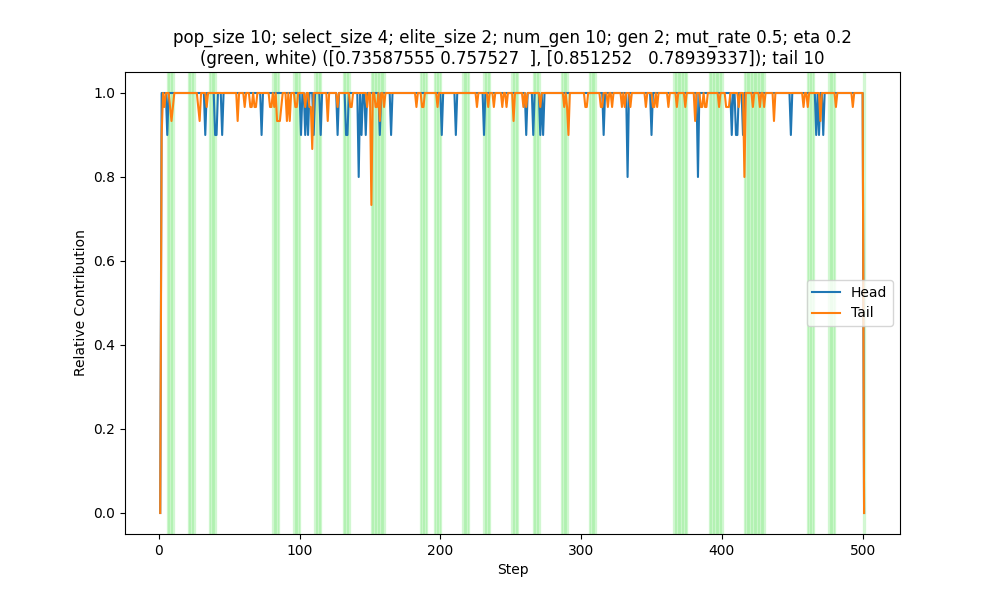 pop_size 10; select_size 4; elite_size 2; num_gen 10; gen 2; mut_rate 0.5; eta 0.2
(green, white) ([0.73587555 0.757527  ], [0.851252   0.78939337]); tail 10
1.0
0.8
0.6
0.4
0.2
0.0
Relative Contribution
Head
Tail
0
100
200
300
400
500
Step